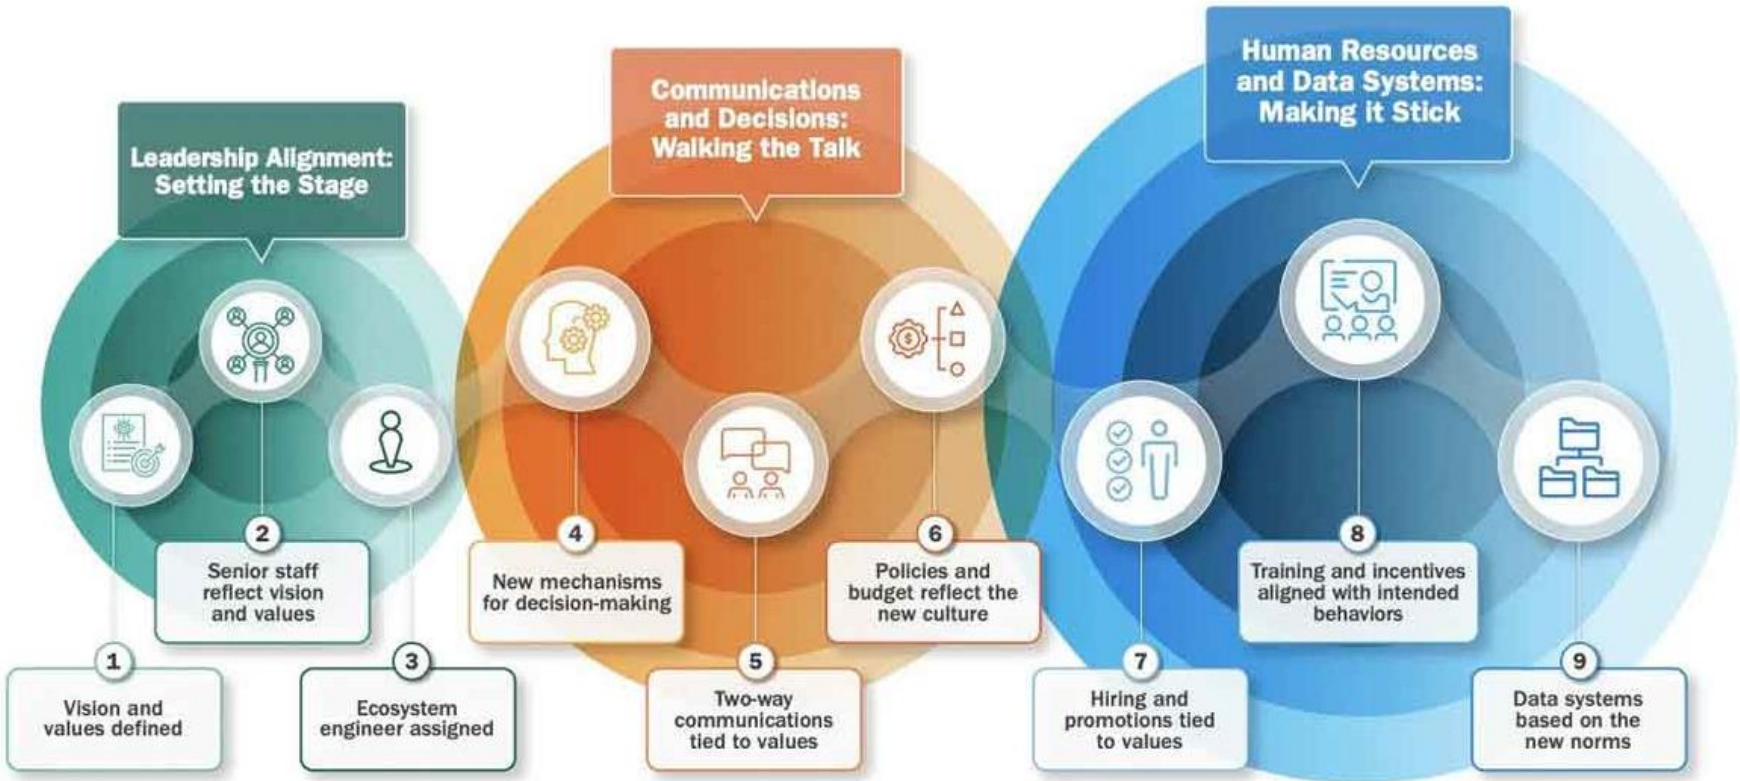 Leadership Alignment:
Setting the Stage
1
Vision and
values defined
2
Senior staff
reflect vision
and values
3
Ecosystem
engineer assigned
Communications
and Decisions:
Walking the Talk
4
New mechanisms
for decision-making
5
Two-way
communications
tied to values
6
Policies and
budget reflect the
new culture
$
Human Resources
and Data Systems:
Making it Stick
7
Hiring and
promotions tied
to values
8
Training and incentives
aligned with intended
behaviors
9
Data systems
based on the
new norms